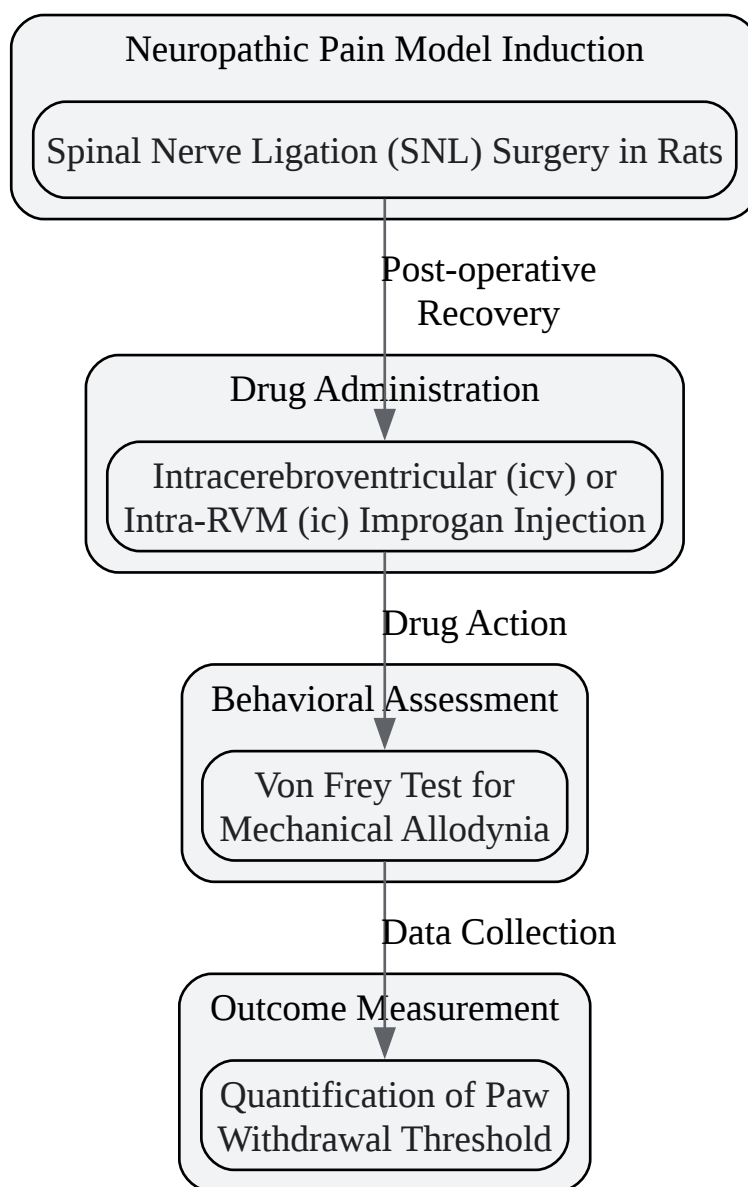 Neuropathic Pain Model Induction
Spinal Nerve Ligation (SNL) Surgery in Rats
Post-operative
Recovery
Drug Administration
Intracerebroventricular (icv) or
Intra-RVM (ic) Improgan Injection
Drug Action
Behavioral Assessment
Von Frey Test for
Mechanical Allodynia
Data Collection
Outcome Measurement
Quantification of Paw
Withdrawal Threshold